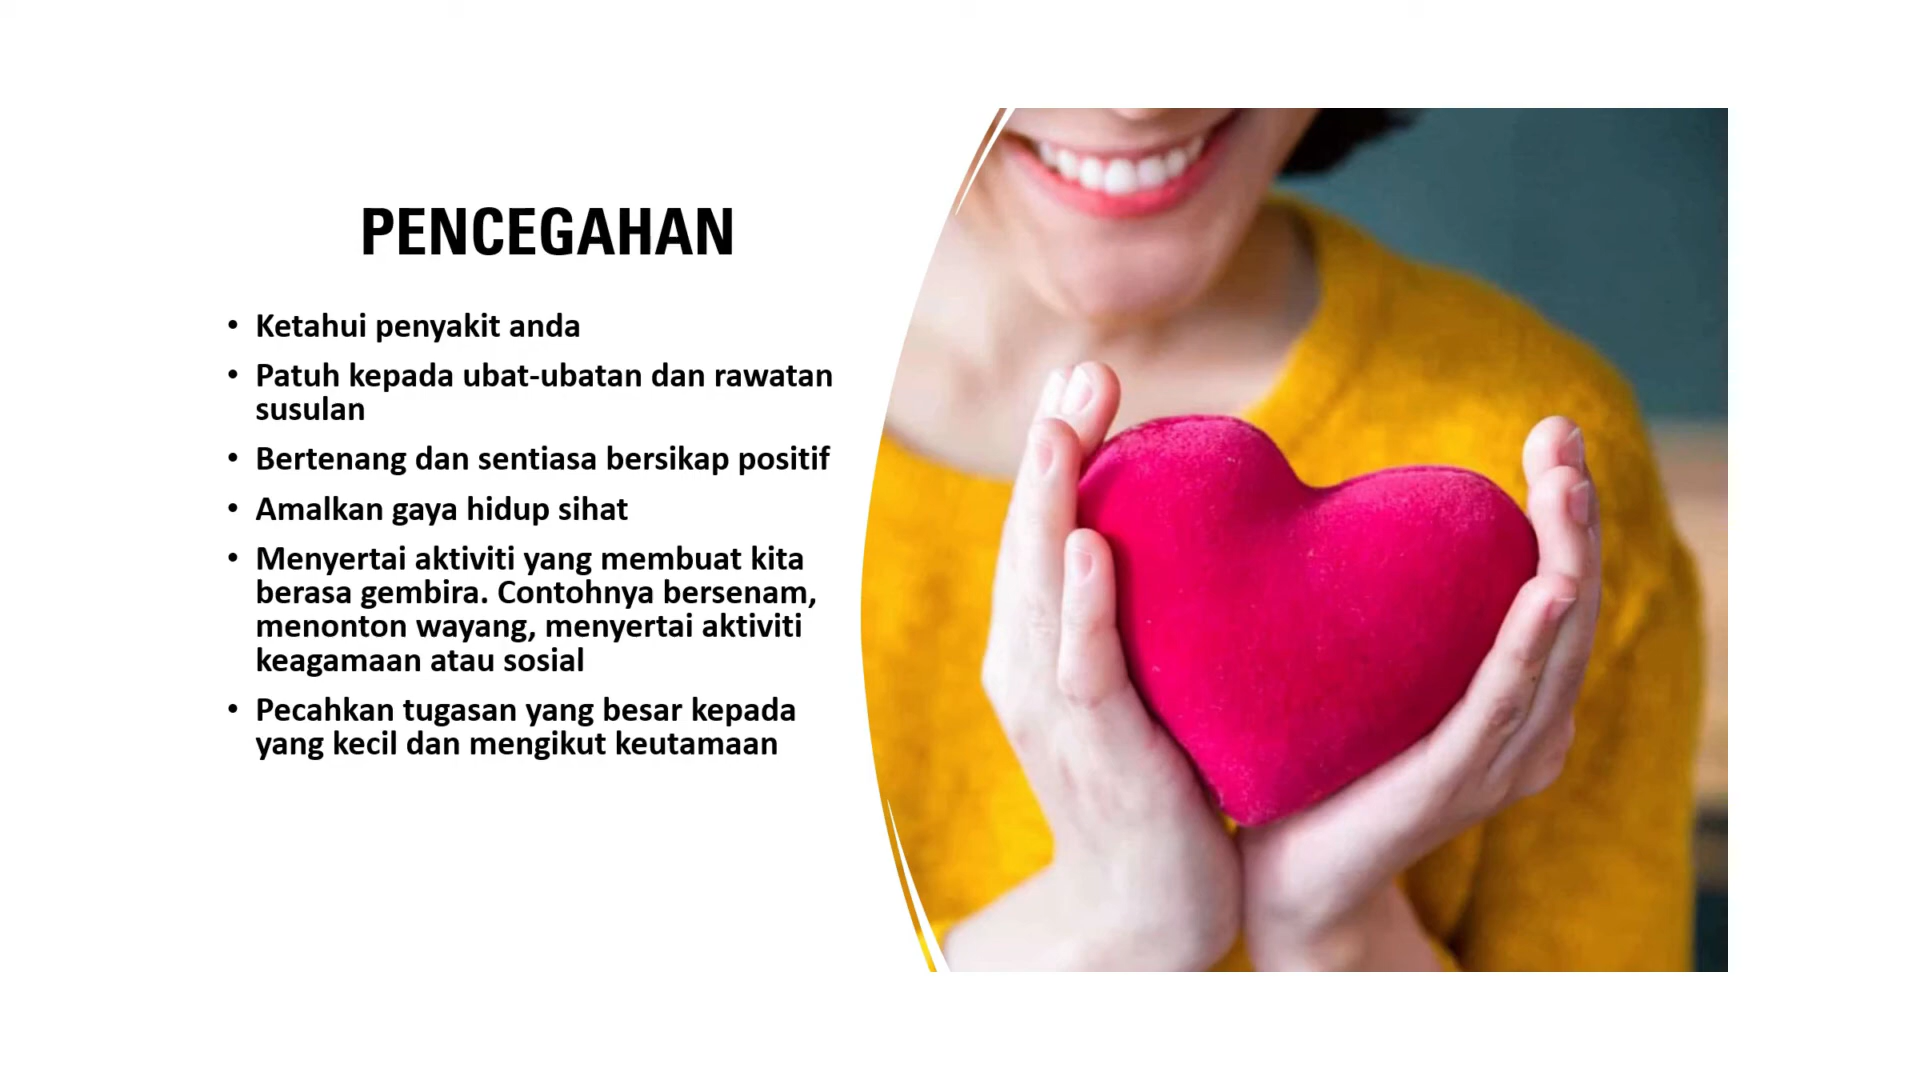 PENCEGAHAN
• Ketahui penyakit anda
• Patuh kepada ubat-ubatan dan rawatan
susulan
• Bertenang dan sentiasa bersikap positif
• Amalkan gaya hidup sihat
• Menyertai aktiviti yang membuat kita
berasa gembira. Contohnya bersenam,
menonton wayang, menyertai aktiviti
keagamaan atau sosial
• Pecahkan tugasan yang besar kepada
yang kecil dan mengikut keutamaan